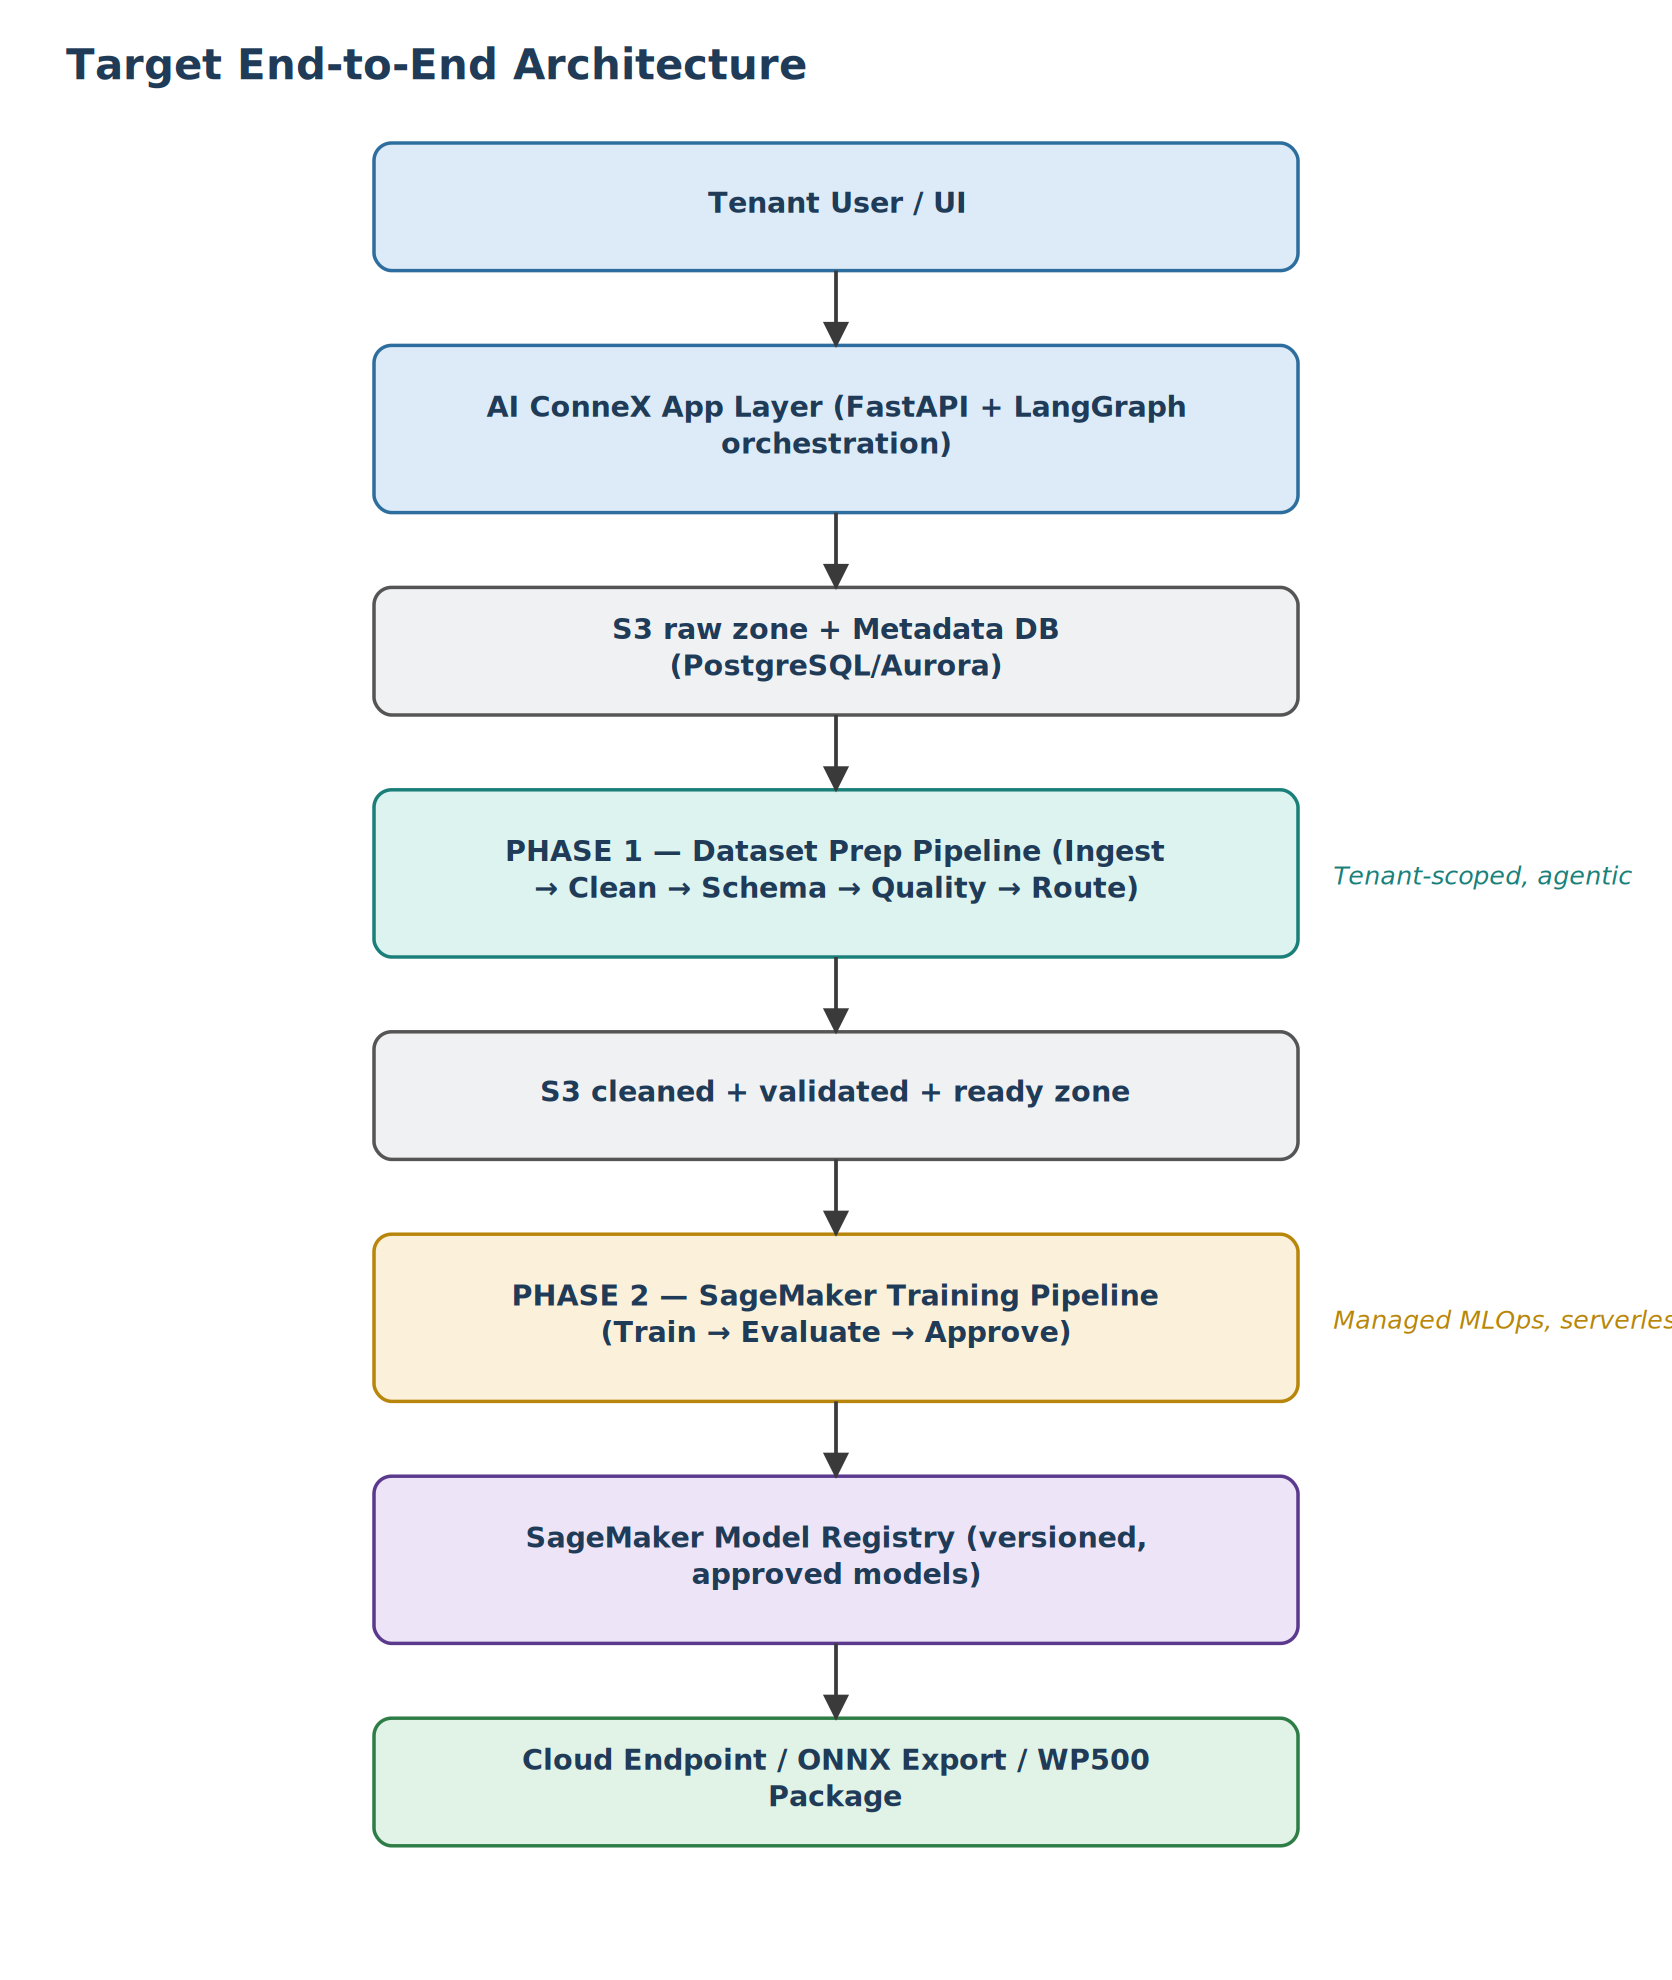 Target End-to-End Architecture
Tenant User / UI
AI ConneX App Layer (FastAPI + LangGraph
orchestration)
S3 raw zone + Metadata DB
(PostgreSQL/Aurora)
PHASE 1 — Dataset Prep Pipeline (Ingest
→ Clean → Schema → Quality → Route)
Tenant-scoped, agentic
S3 cleaned + validated + ready zone
PHASE 2 — SageMaker Training Pipeline
(Train → Evaluate → Approve)
Managed MLOps, serverles
SageMaker Model Registry (versioned,
approved models)
Cloud Endpoint / ONNX Export / WP500
Package